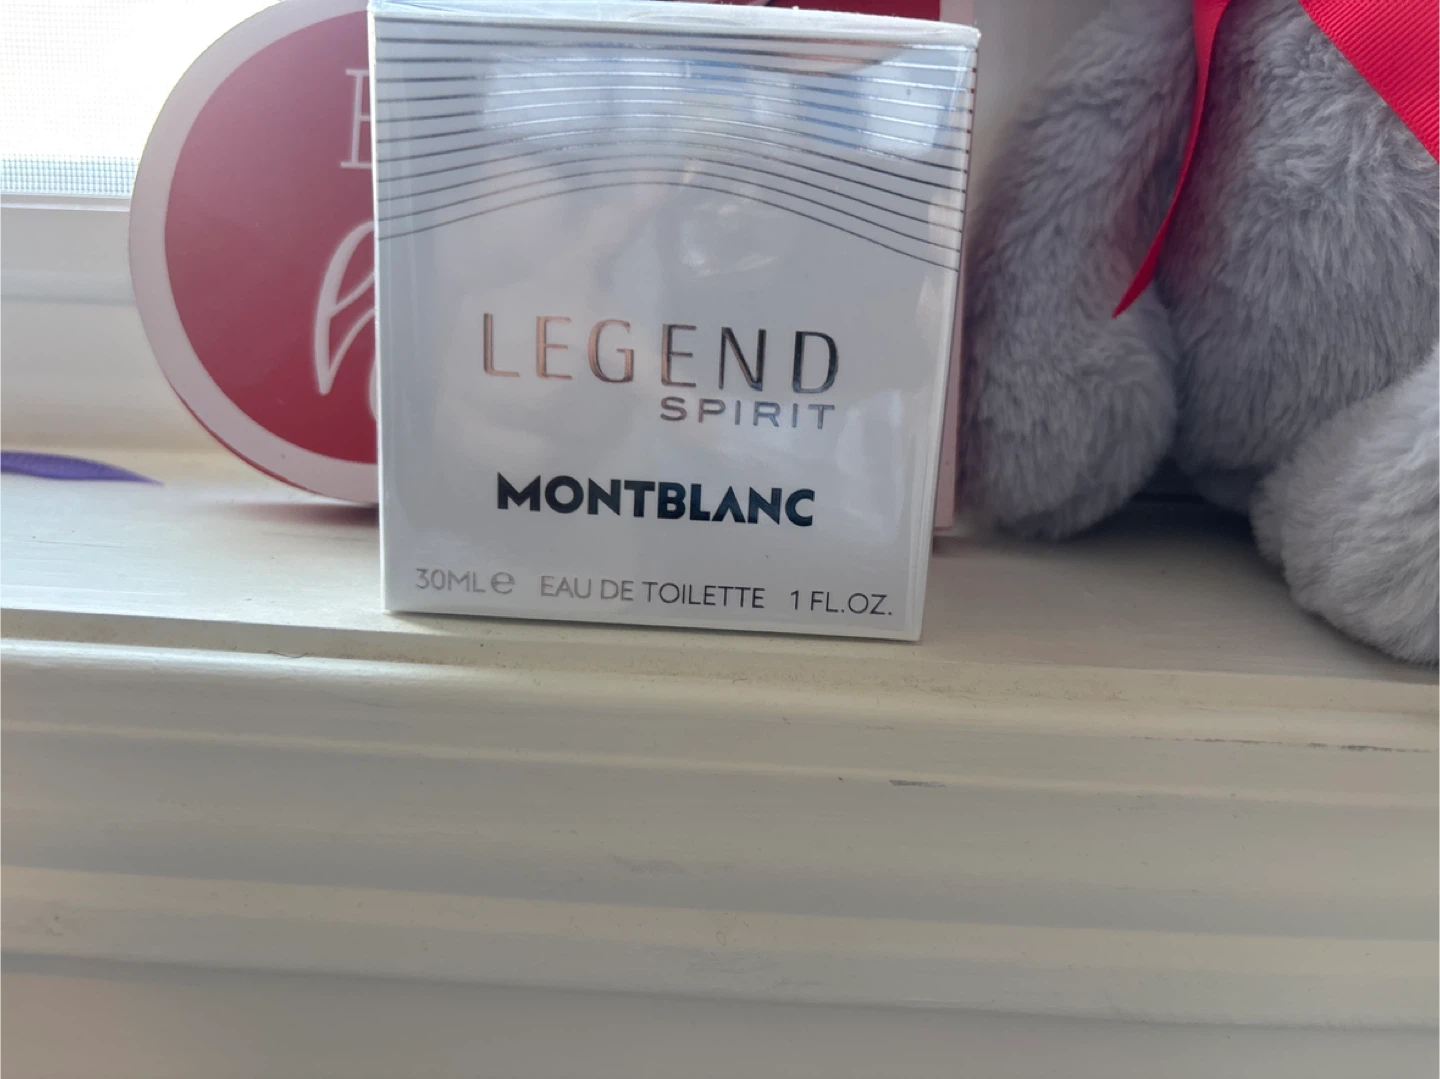 LEGEND
SPIRIT
MONTBLANC
30ML℮ EAU DE TOILETTE 1 FL.OZ.